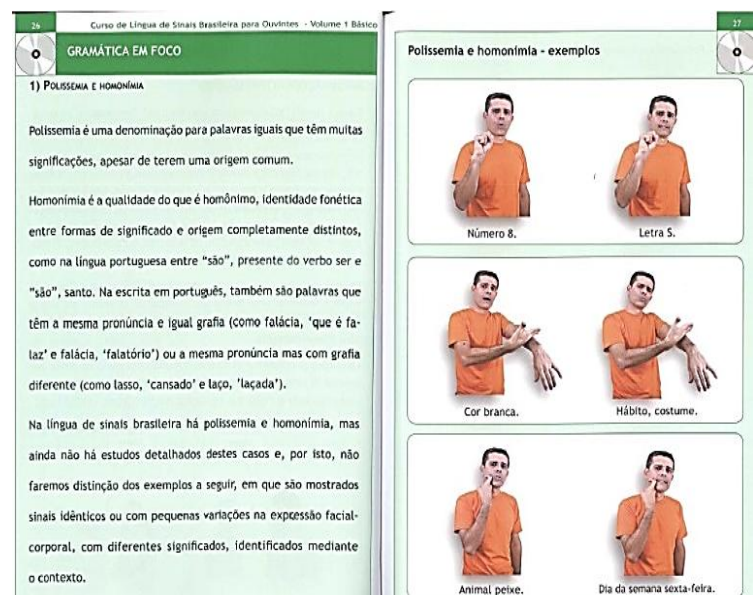 26
Curso de Língua de Sinais Brasileira para Ouvintes - Volume 1 Básico
GRAMÁTICA EM FOCO
1) POLISSEMIA E HOMONÍMIA
Polissemia é uma denominação para palavras iguais que têm muitas
significações, apesar de terem uma origem comum.
Homonímia é a qualidade do que é homônimo, identidade fonética
entre formas de significado e origem completamente distintos,
como na língua portuguesa entre "são", presente do verbo ser e
"são", santo. Na escrita em português, também são palavras que
têm a mesma pronúncia e igual grafia (como falácia, 'que é fa-
laz' e falácia, 'falatório') ou a mesma pronúncia mas com grafia
diferente (como lasso, 'cansado' e laço, 'laçada').
Na língua de sinais brasileira há polissemia e homonímia, mas
ainda não há estudos detalhados destes casos e, por isto, não
faremos distinção dos exemplos a seguir, em que são mostrados
sinais idênticos ou com pequenas variações na expressão facial-
corporal, com diferentes significados, identificados mediante
o contexto.
27
Polissemia e homonímia - exemplos
Número 8.
Letra S.
Cor branca.
Hábito, costume.
Animal peixe.
Dia da semana sexta-feira.